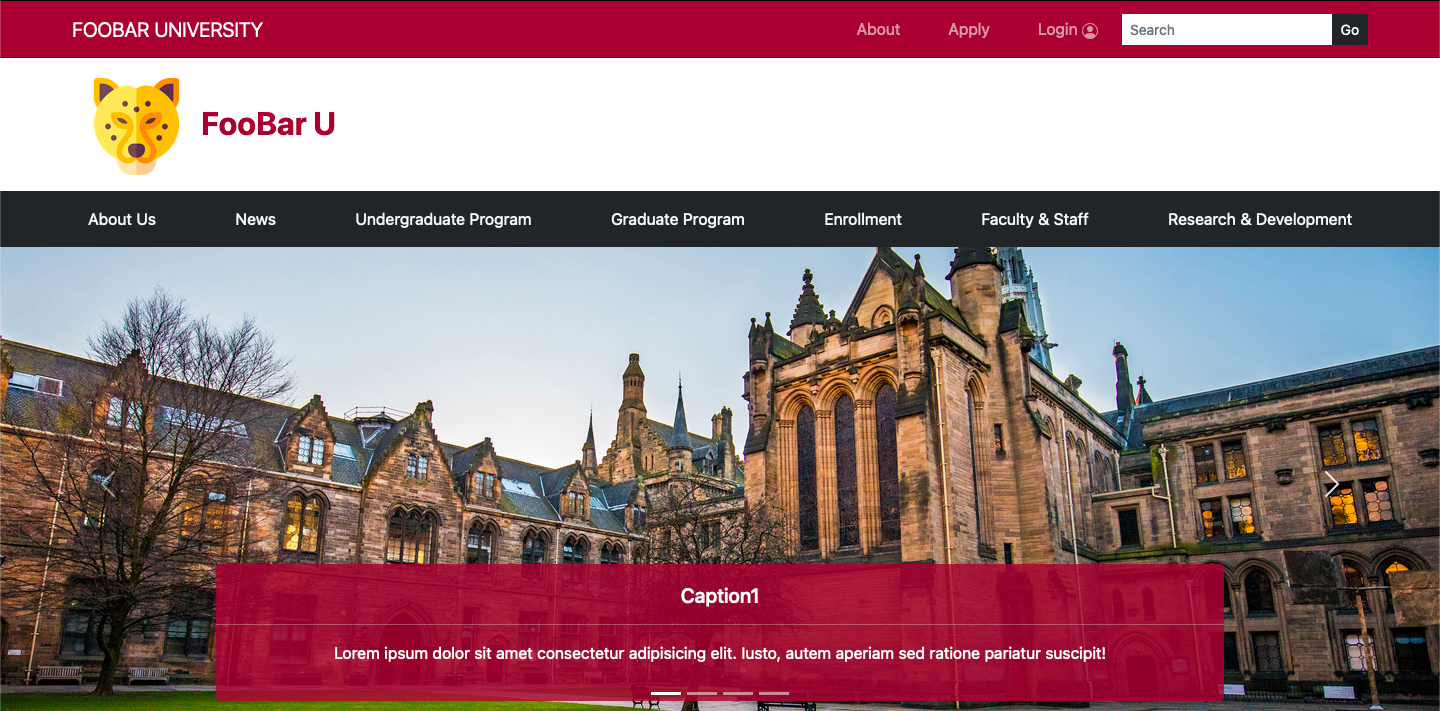 FOOBAR UNIVERSITY About Apply Login Search Go
FooBar U
About Us News Undergraduate Program Graduate Program Enrollment Faculty & Staff Research & Development
Caption1
Lorem ipsum dolor sit amet consectetur adipisicing elit. Iusto, autem aperiam sed ratione pariatur suscipit!